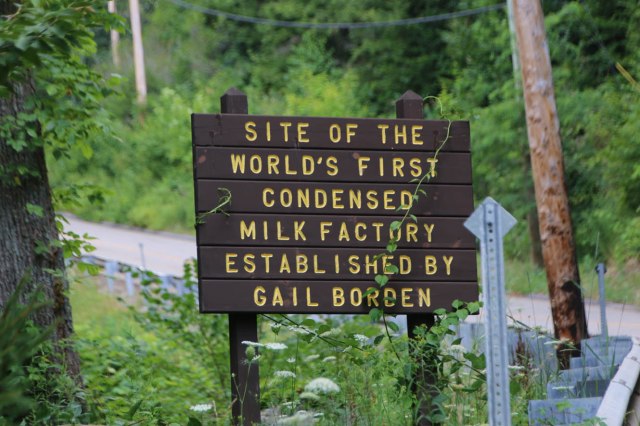 SITE OF THE
WORLD'S FIRST
CONDENSED
MILK FACTORY
ESTABLISHED BY
GAIL BORDEN